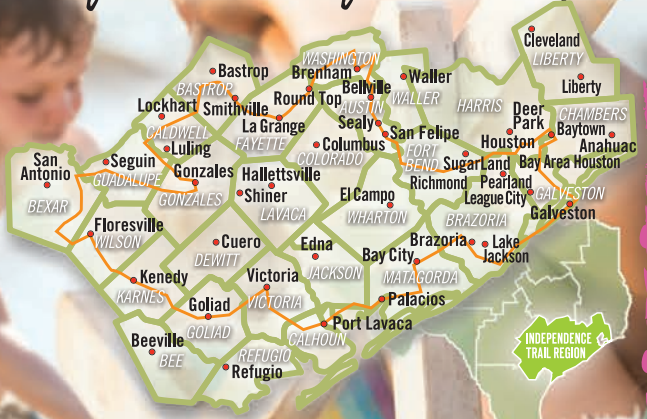 Cleveland
LIBERTY
Liberty
WASHINGTON
Brenham
Waller
WALLER
HARRIS
Bastrop
BASTROP
Bellville
AUSTIN
Deer
Park
CHAMBERS
Lockhart
Smithville
Round Top
Sealy
San Felipe
Houston
Baytown
Anahuac
CALDWELL
La Grange
FAYETTE
Columbus
COLORADO
FORT
BEND
Sugar Land
Bay Area Houston
Luling
San
Antonio
Seguin
GUADALUPE
Gonzales
GONZALES
Hallettsville
Shiner
LAVACA
El Campo
WHARTON
Richmond
Pearland
League City
GALVESTON
Galveston
BEXAR
Floresville
WILSON
Cuero
DEWITT
Edna
JACKSON
Bay City
MATAGORDA
BRAZORIA
Brazoria
Lake
Jackson
Kenedy
KARNES
Victoria
VICTORIA
Palacios
Goliad
GOLIAD
Port Lavaca
CALHOUN
Beeville
BEE
REFUGIO
Refugio
INDEPENDENCE
TRAIL REGION